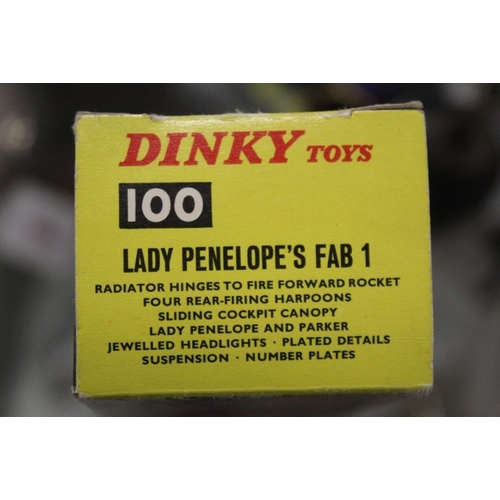 DINKY TOYS
100
LADY PENELOPE'S FAB 1
RADIATOR HINGES TO FIRE FORWARD ROCKET
FOUR REAR-FIRING HARPOONS
SLIDING COCKPIT CANOPY
LADY PENELOPE AND PARKER
JEWELLED HEADLIGHTS · PLATED DETAILS
SUSPENSION · NUMBER PLATES